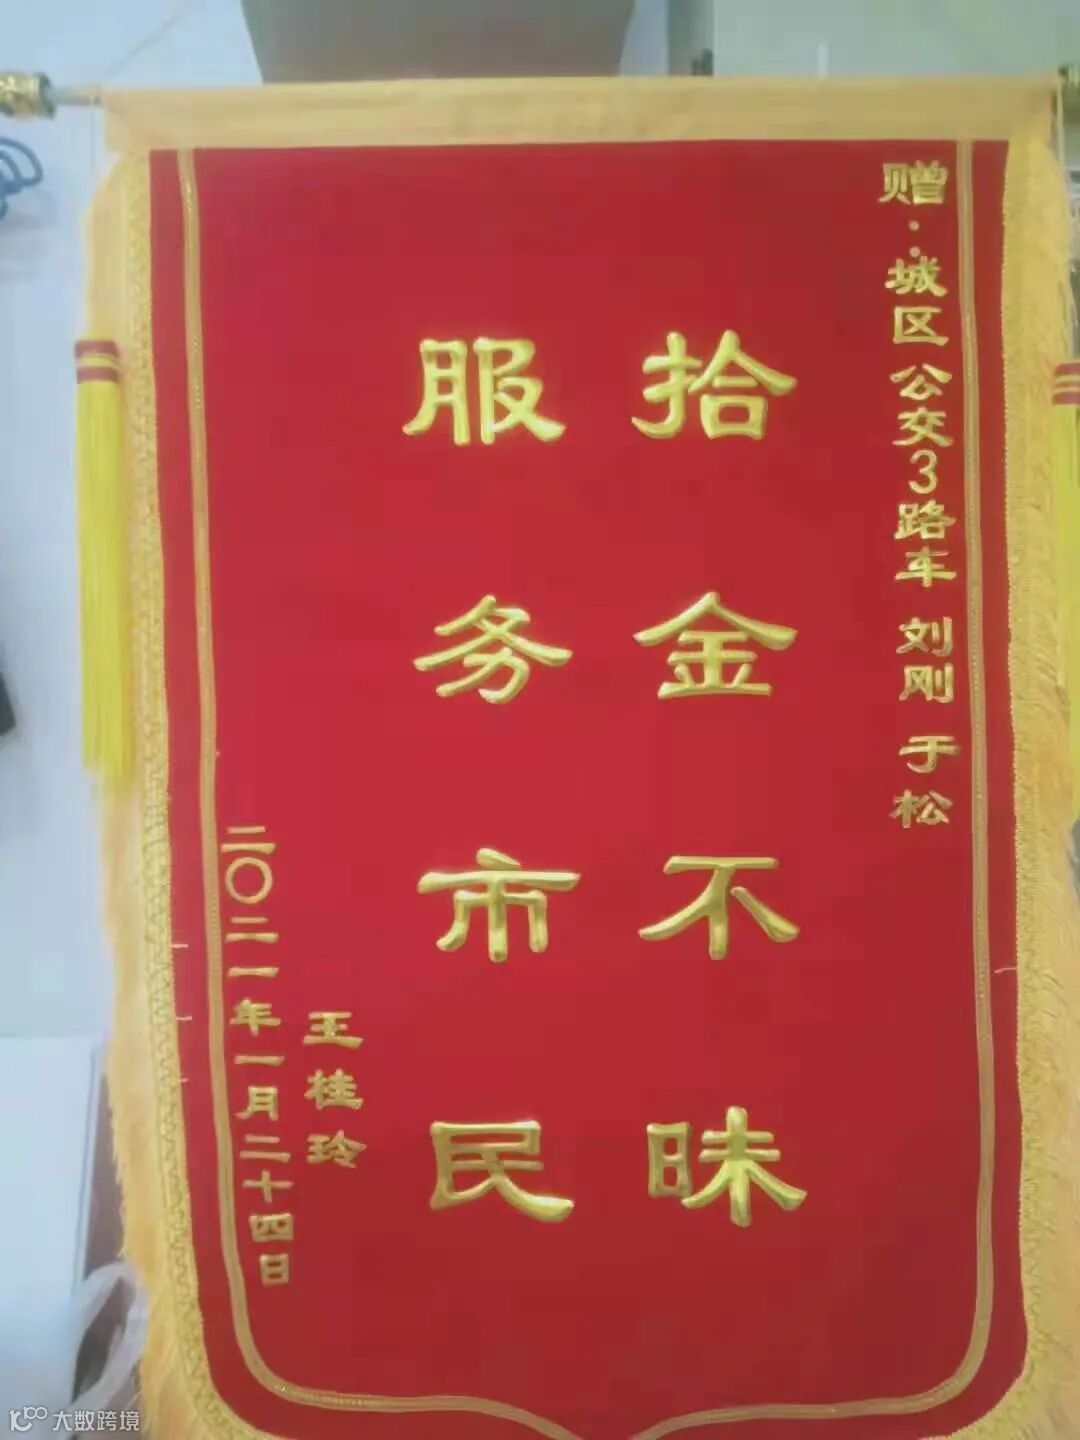 赠：城区公交3路车 刘刚 于松
拾金不昧
服务市民
王桂玲
二〇二一年一月二十四日
大数跨境